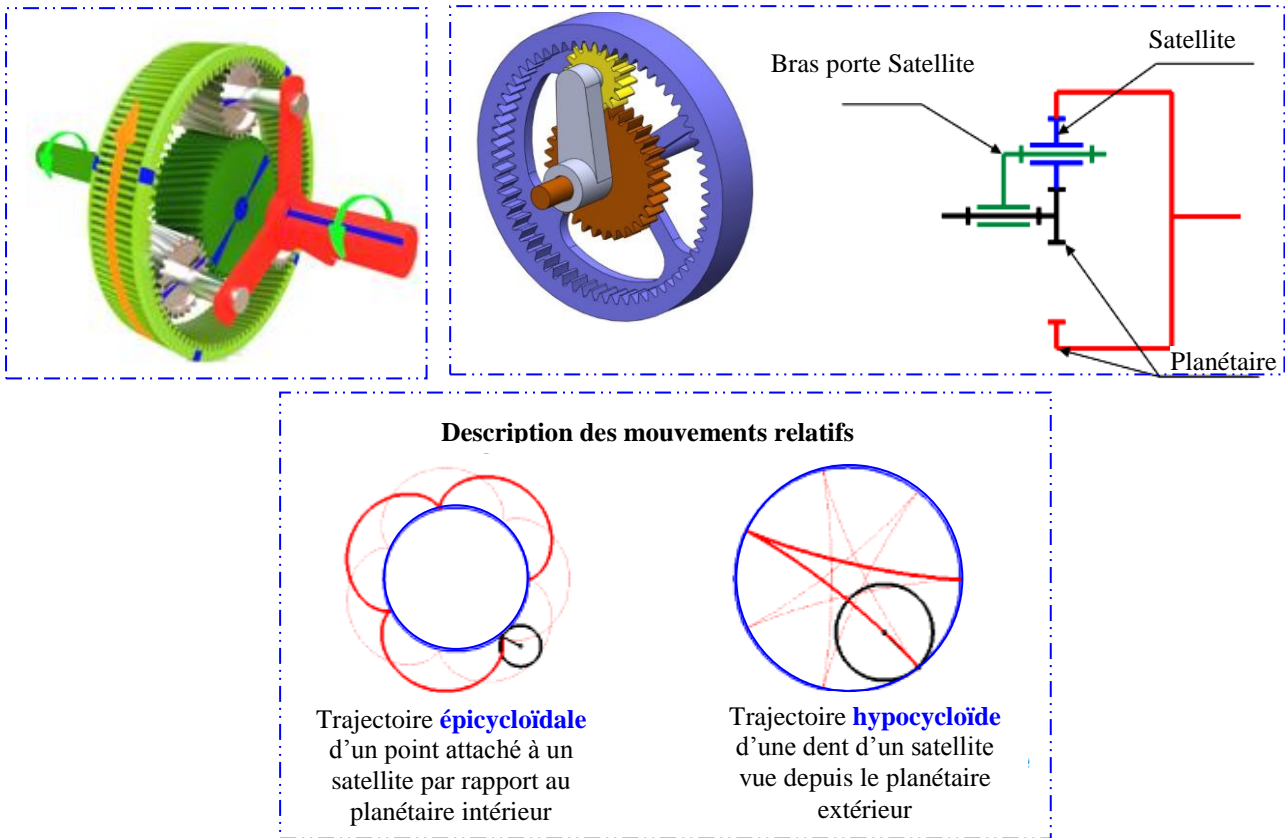 Satellite
Bras porte Satellite
Planétaire
Description des mouvements relatifs
Trajectoire épicycloïdale
d’un point attaché à un
satellite par rapport au
planétaire intérieur
Trajectoire hypocycloïde
d’une dent d’un satellite
vue depuis le planétaire
extérieur